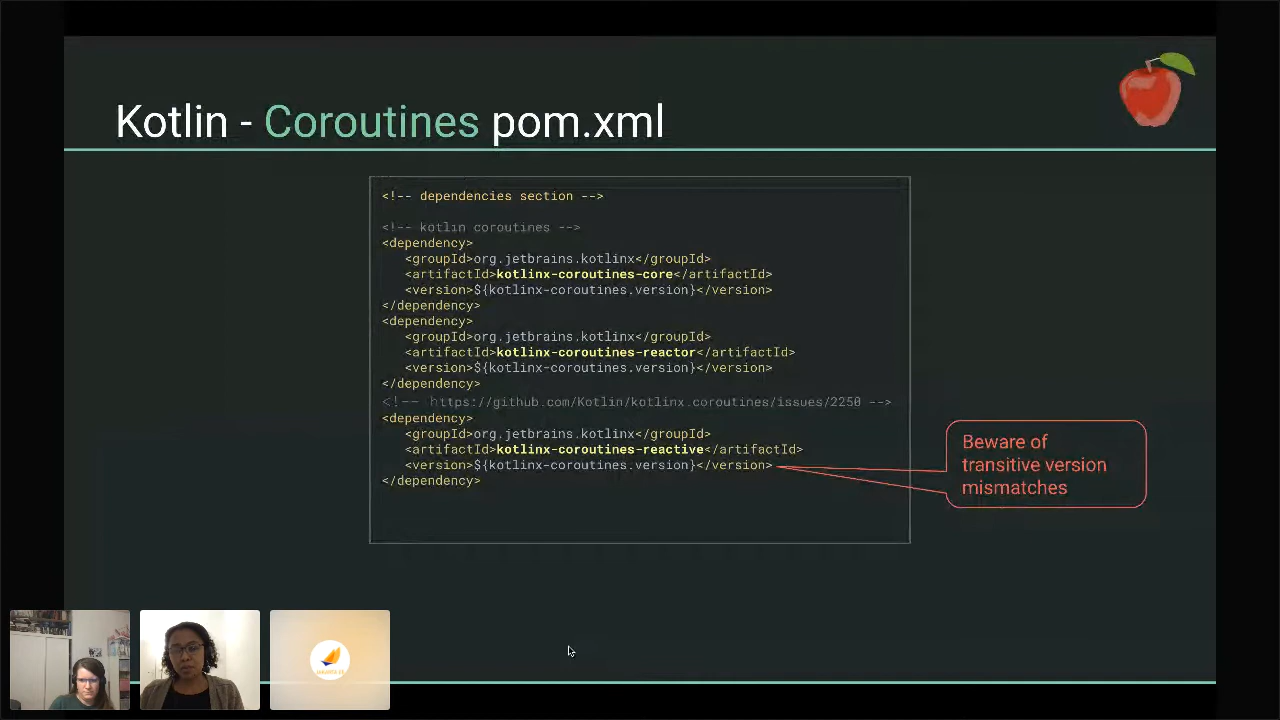 Kotlin - Coroutines pom.xml
<!-- dependencies section -->
<!-- kotlin coroutines -->
<dependency>
<groupId>org.jetbrains.kotlinx</groupId>
<artifactId>kotlinx-coroutines-core</artifactId>
<version>${kotlinx-coroutines.version}</version>
</dependency>
<dependency>
<groupId>org.jetbrains.kotlinx</groupId>
<artifactId>kotlinx-coroutines-reactor</artifactId>
<version>${kotlinx-coroutines.version}</version>
</dependency>
<!-- https://github.com/Kotlin/kotlinx.coroutines/issues/2250 -->
<dependency>
<groupId>org.jetbrains.kotlinx</groupId>
<artifactId>kotlinx-coroutines-reactive</artifactId>
<version>${kotlinx-coroutines.version}</version>
</dependency>
Beware of
transitive version
mismatches